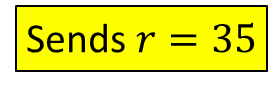 Sends r = 35